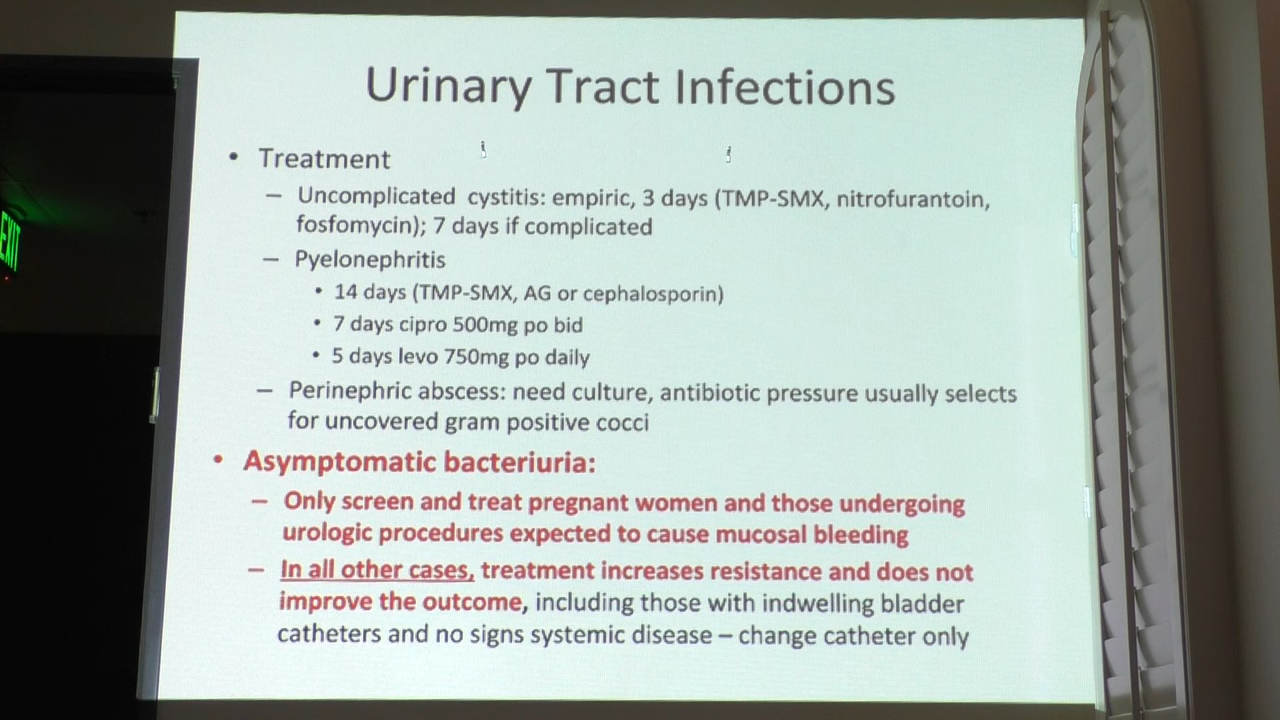 Urinary Tract Infections
• Treatment
– Uncomplicated cystitis: empiric, 3 days (TMP-SMX, nitrofurantoin,
fosfomycin); 7 days if complicated
– Pyelonephritis
• 14 days (TMP-SMX, AG or cephalosporin)
• 7 days cipro 500mg po bid
• 5 days levo 750mg po daily
– Perinephric abscess: need culture, antibiotic pressure usually selects
for uncovered gram positive cocci
• Asymptomatic bacteriuria:
– Only screen and treat pregnant women and those undergoing
urologic procedures expected to cause mucosal bleeding
– In all other cases, treatment increases resistance and does not
improve the outcome, including those with indwelling bladder
catheters and no signs systemic disease – change catheter only
EXIT